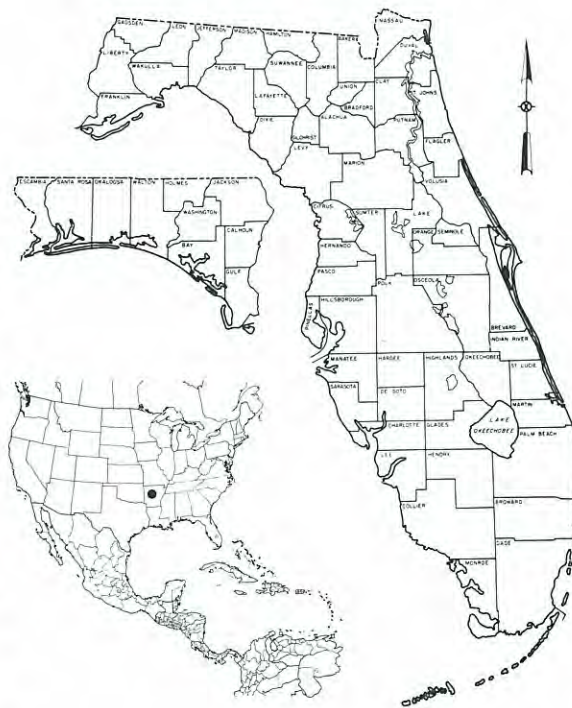 NASSAU
GADSDEN
LEON
JEFFERSON
MADISON
HAMILTON
BAKER
DUVAL
LIBERTY
WAKULLA
TAYLOR
SUWANNEE
COLUMBIA
UNION
CLAY
ST
JOHNS
FRANKLIN
LAFAYETTE
BRADFORD
DIXIE
GILCHRIST
ALACHUA
PUTNAM
FLAGLER
LEVY
MARION
VOLUSIA
ESCAMBIA
SANTA ROSA
OKALOOSA
WALTON
HOLMES
JACKSON
WASHINGTON
BAY
CALHOUN
GULF
CITRUS
SUMTER
LAKE
HERNANDO
ORANGE
SEMINOLE
PASCO
POLK
OSCEOLA
PINELLAS
HILLSBOROUGH
BREVARD
INDIAN RIVER
MANATEE
HARDEE
HIGHLANDS
OKEECHOBEE
ST LUCIE
SARASOTA
DE SOTO
MARTIN
CHARLOTTE
GLADES
LAKE
OKEECHOBEE
PALM BEACH
LEE
HENDRY
COLLIER
BROWARD
DADE
MONROE